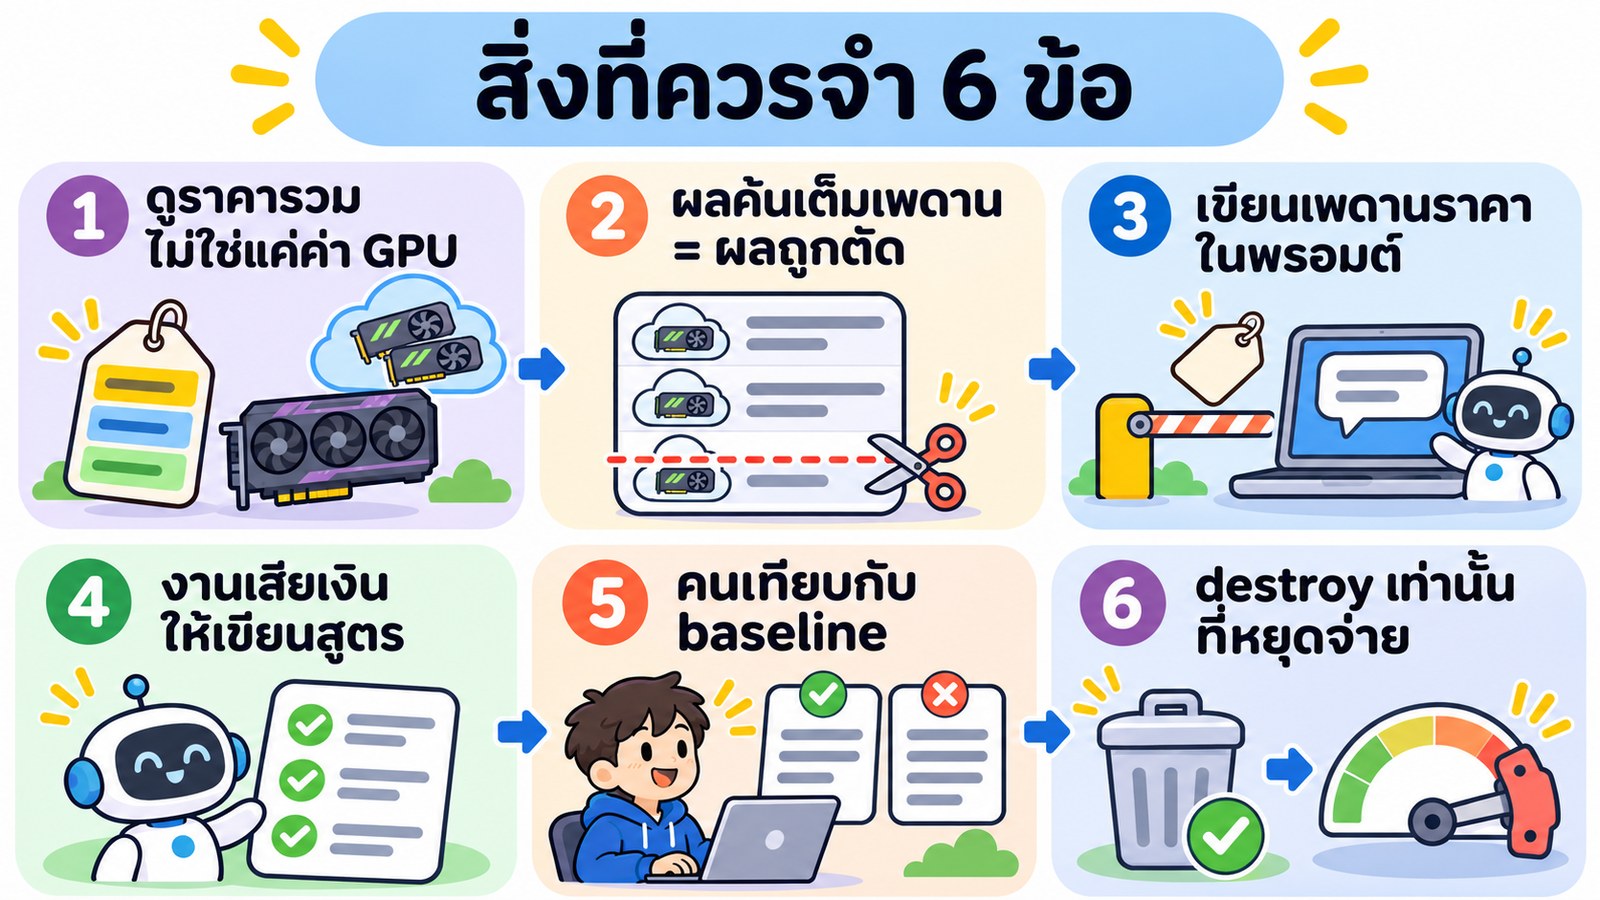 สิ่งที่ควรจำ 6 ข้อ
1
ดูราคารวม
ไม่ใช่แค่ค่า GPU
2
ผลค้นเต็มเพดาน
= ผลถูกตัด
3
เขียนเพดานราคา
ในพรอมต์
4
งานเสียเงิน
ให้เขียนสูตร
5
คนเทียบกับ
baseline
6
destroy เท่านั้น
ที่หยุดจ่าย